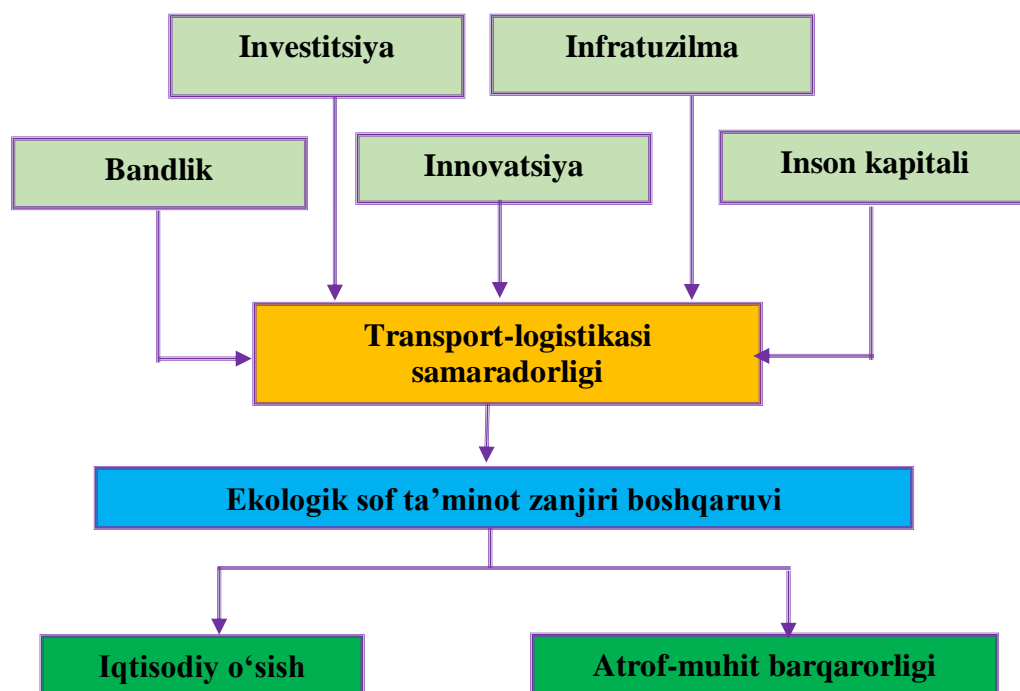 Investitsiya
Infratuzilma
Bandlik
Innovatsiya
Inson kapitali
Transport-logistikasi
samaradorligi
Ekologik sof ta’minot zanjiri boshqaruvi
Iqtisodiy o‘sish
Atrof-muhit barqarorligi